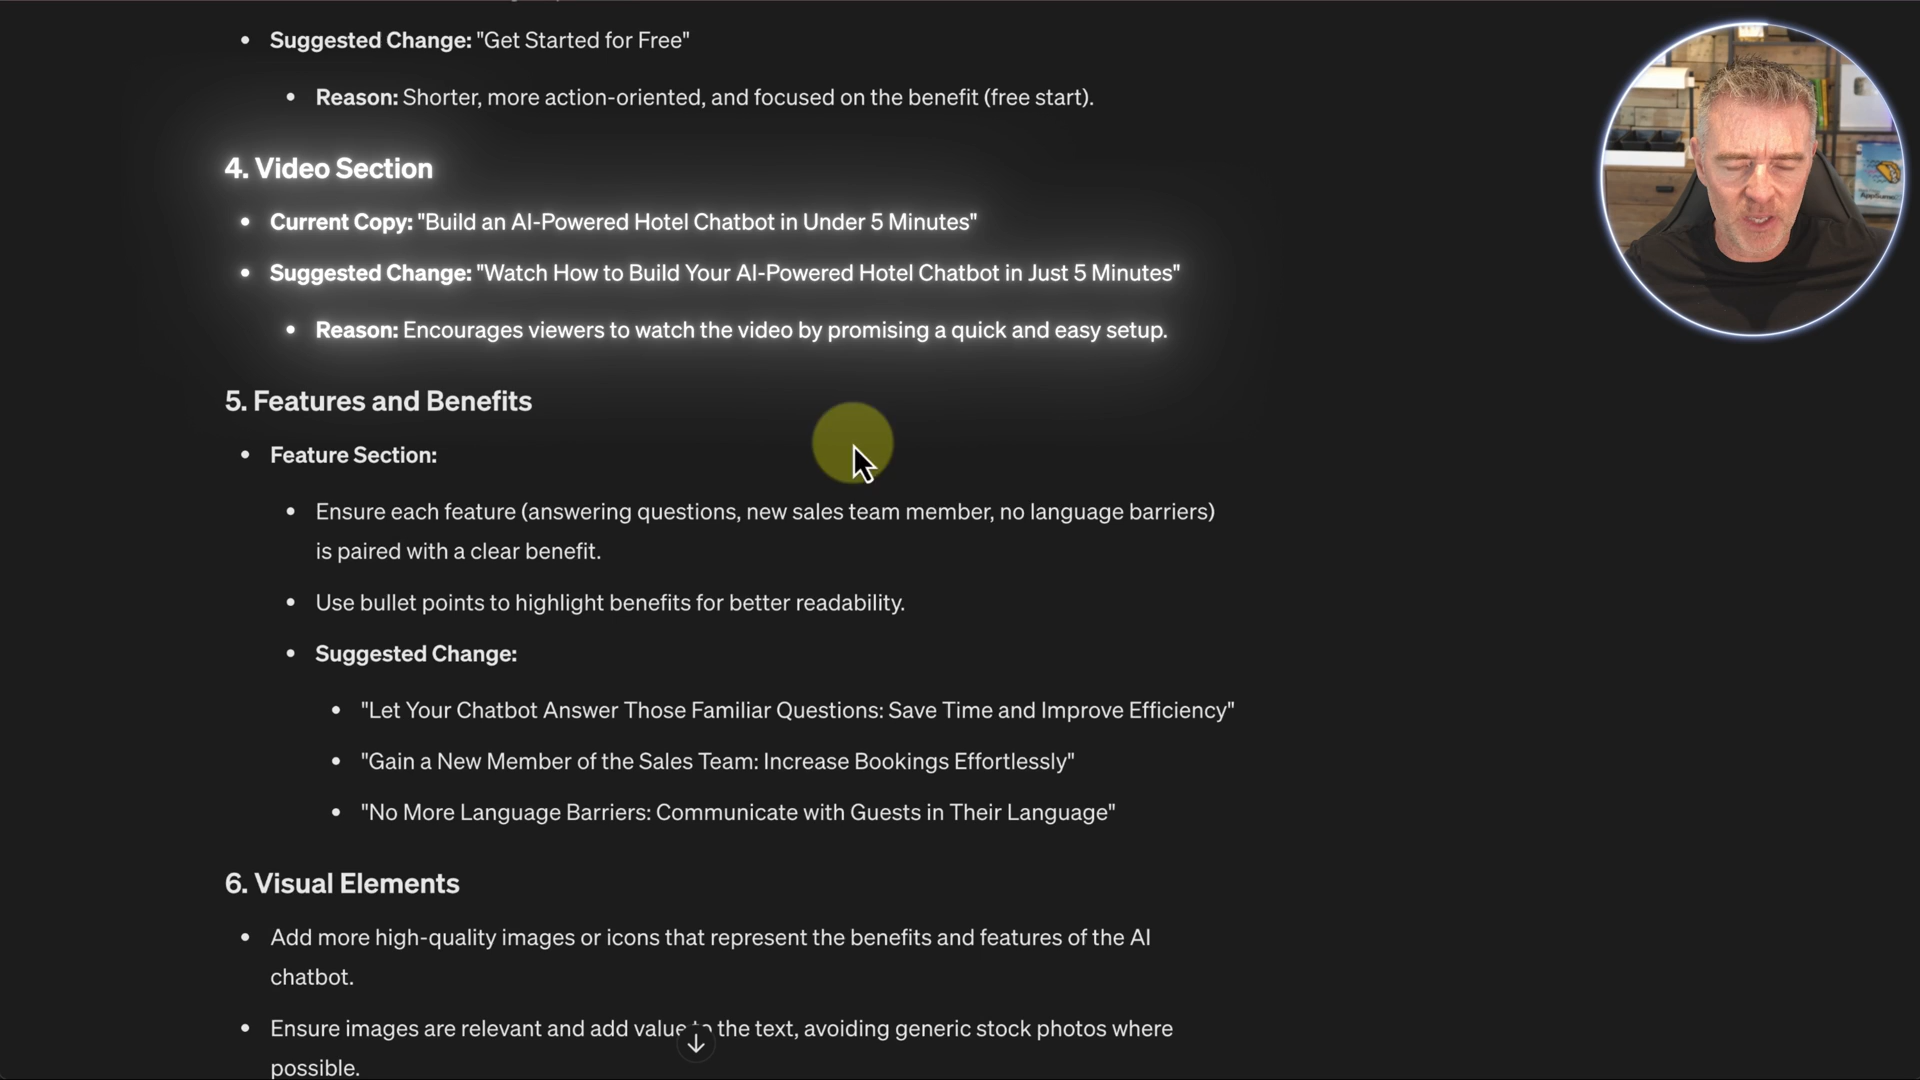 Suggested Change: "Get Started for Free"
Reason: Shorter, more action-oriented, and focused on the benefit (free start).
4. Video Section
Current Copy: "Build an AI-Powered Hotel Chatbot in Under 5 Minutes"
Suggested Change: "Watch How to Build Your AI-Powered Hotel Chatbot in Just 5 Minutes"
Reason: Encourages viewers to watch the video by promising a quick and easy setup.
5. Features and Benefits
Feature Section:
Ensure each feature (answering questions, new sales team member, no language barriers)
is paired with a clear benefit.
Use bullet points to highlight benefits for better readability.
Suggested Change:
"Let Your Chatbot Answer Those Familiar Questions: Save Time and Improve Efficiency"
"Gain a New Member of the Sales Team: Increase Bookings Effortlessly"
"No More Language Barriers: Communicate with Guests in Their Language"
6. Visual Elements
Add more high-quality images or icons that represent the benefits and features of the AI
chatbot.
Ensure images are relevant and add value to the text, avoiding generic stock photos where
possible.
AppSumo